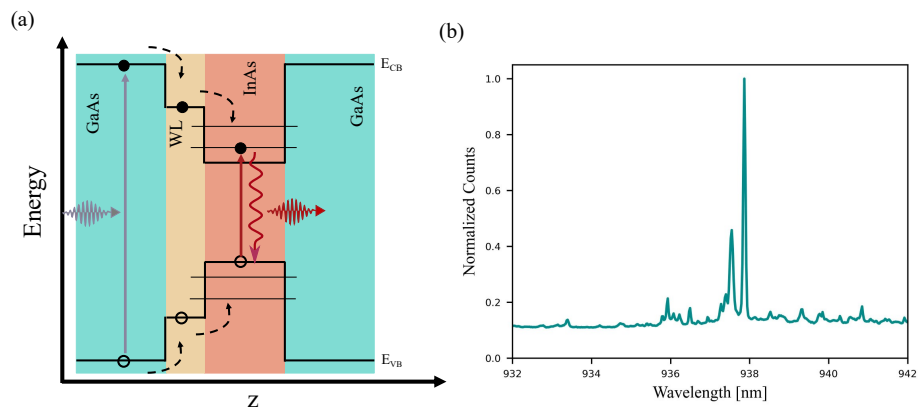 (a)
Energy
GaAs
WL
InAs
GaAs
E_CB
E_VB
z
(b)
Normalized Counts
1.0
0.8
0.6
0.4
0.2
0.0
932
934
936
938
940
942
Wavelength [nm]